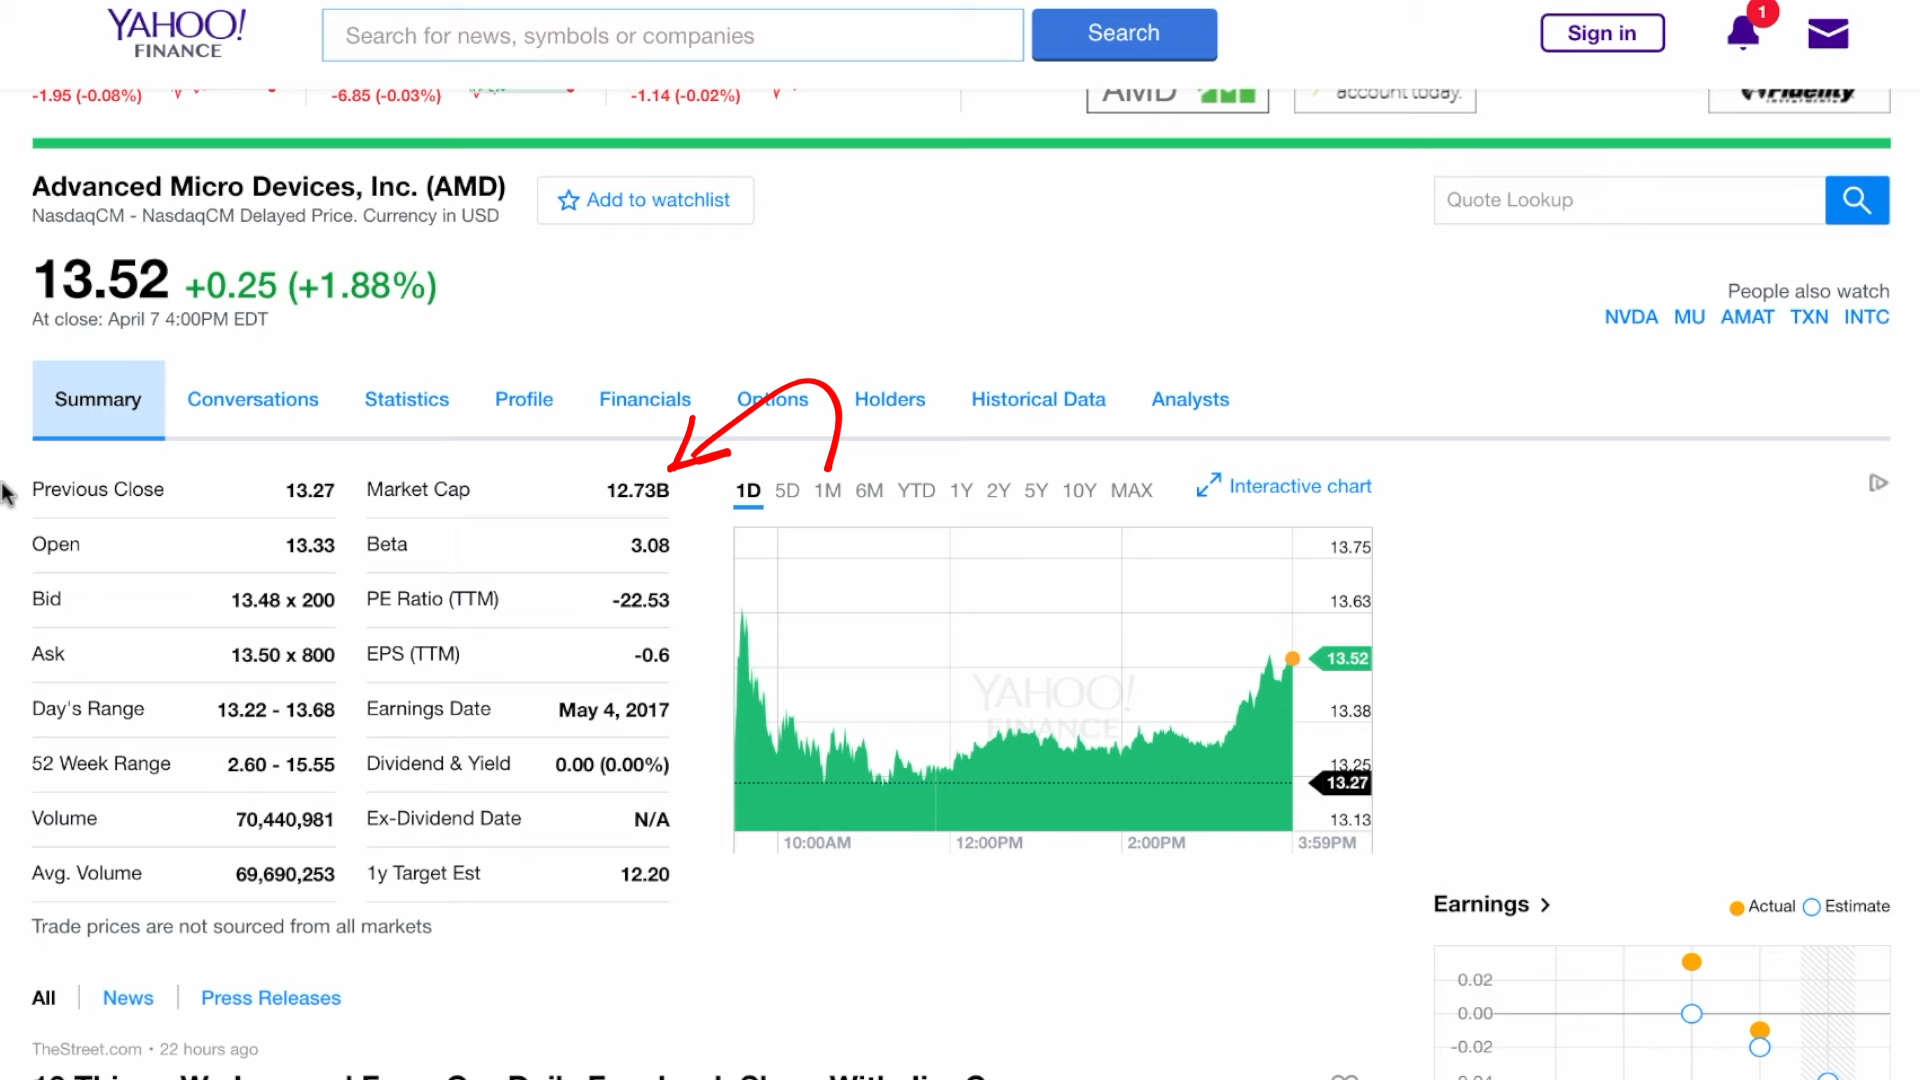 YAHOO!
FINANCE
Search for news, symbols or companies
Search
Sign in
1
-1.95 (-0.08%)
-6.85 (-0.03%)
-1.14 (-0.02%)
AMD
account today.
Fidelity
INVESTMENTS
Advanced Micro Devices, Inc. (AMD)
NasdaqCM - NasdaqCM Delayed Price. Currency in USD
Add to watchlist
Quote Lookup
13.52 +0.25 (+1.88%)
At close: April 7 4:00PM EDT
People also watch
NVDA MU AMAT TXN INTC
Summary Conversations Statistics Profile Financials Options Holders Historical Data Analysts
Previous Close 13.27
Open 13.33
Bid 13.48 x 200
Ask 13.50 x 800
Day's Range 13.22 - 13.68
52 Week Range 2.60 - 15.55
Volume 70,440,981
Avg. Volume 69,690,253
Market Cap 12.73B
Beta 3.08
PE Ratio (TTM) -22.53
EPS (TTM) -0.6
Earnings Date May 4, 2017
Dividend & Yield 0.00 (0.00%)
Ex-Dividend Date N/A
1y Target Est 12.20
Trade prices are not sourced from all markets
1D 5D 1M 6M YTD 1Y 2Y 5Y 10Y MAX
Interactive chart
13.75
13.63
13.52
13.38
13.25
13.27
13.13
YAHOO!
FINANCE
10:00AM 12:00PM 2:00PM 3:59PM
Earnings
Actual Estimate
0.02
0.00
-0.02
All News Press Releases
TheStreet.com • 22 hours ago